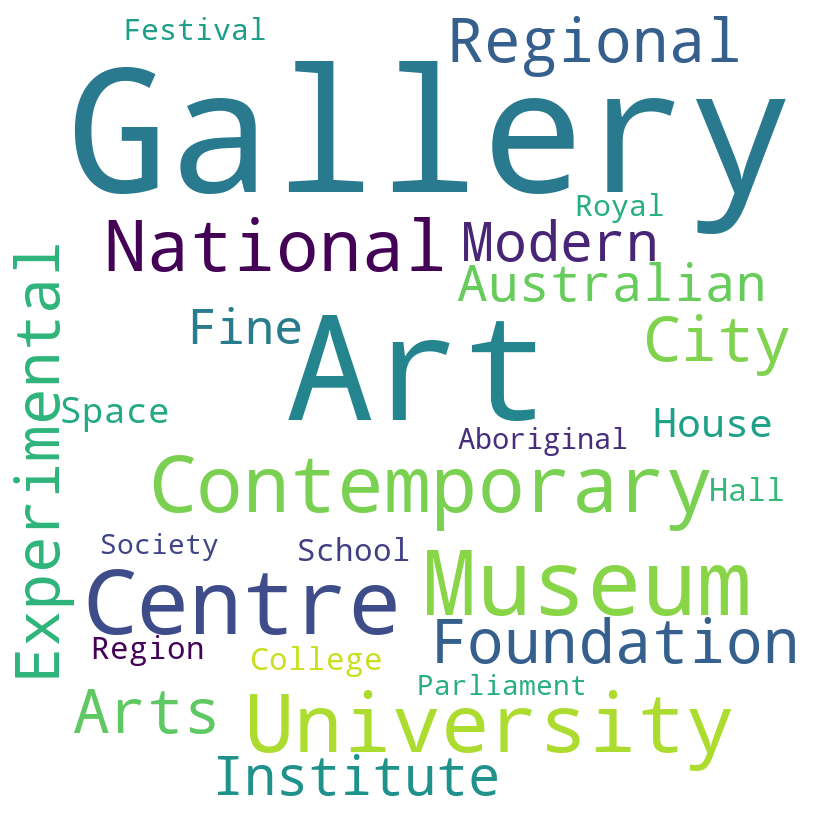 Festival
Regional
Gallery
Royal
National
Modern
Australian
Experimental
Fine
Art
City
Space
House
Aboriginal
Contemporary
Hall
Society
School
Centre
Museum
Region
Foundation
College
Parliament
Arts
University
Institute